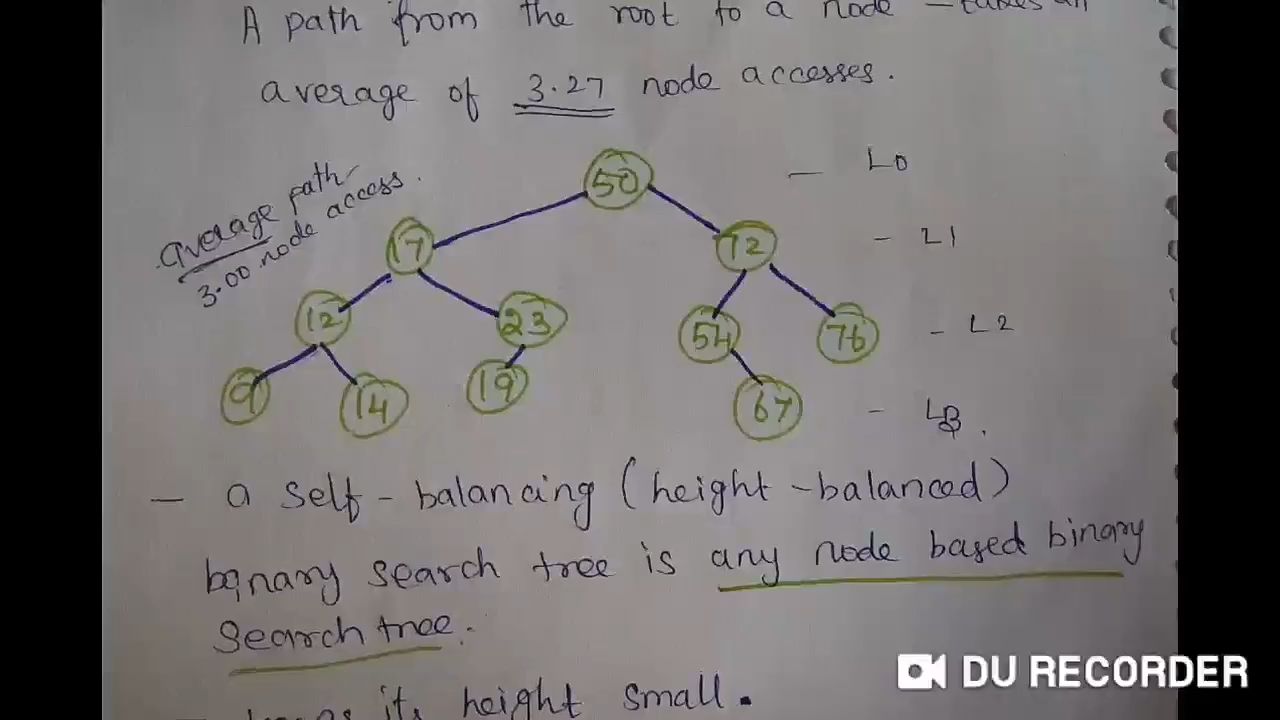 A path from the root to a node - takes an
average of 3.27 node accesses.
average path
3.00 node access.
50
- L0
17
72
- L1
12
23
54
76
- L2
9
14
19
67
- L3.
- a self-balancing (height-balanced)
binary search tree is any node based binary
search tree.
its height small.
DU RECORDER